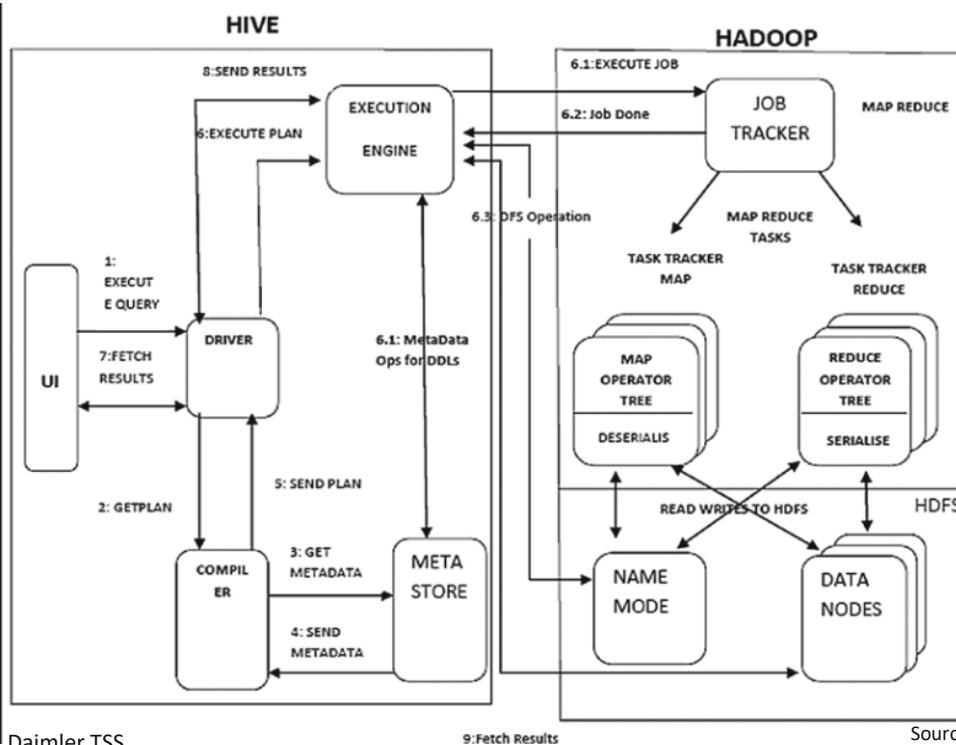 HIVE
HADOOP
8:SEND RESULTS
6:EXECUTE PLAN
EXECUTION
ENGINE
6.1:EXECUTE JOB
6.2: Job Done
JOB
TRACKER
MAP REDUCE
6.3: DFS Operation
MAP REDUCE
TASKS
TASK TRACKER
MAP
TASK TRACKER
REDUCE
1:
EXECUT
E QUERY
7:FETCH
RESULTS
UI
DRIVER
6.1: MetaData
Ops for DDLs
MAP
OPERATOR
TREE
DESERIALIS
REDUCE
OPERATOR
TREE
SERIALISE
2: GETPLAN
5: SEND PLAN
READ WRITES TO HDFS
HDFS
COMPIL
ER
3: GET
METADATA
4: SEND
METADATA
META
STORE
NAME
MODE
DATA
NODES
Daimler TSS
9:Fetch Results
Sourc